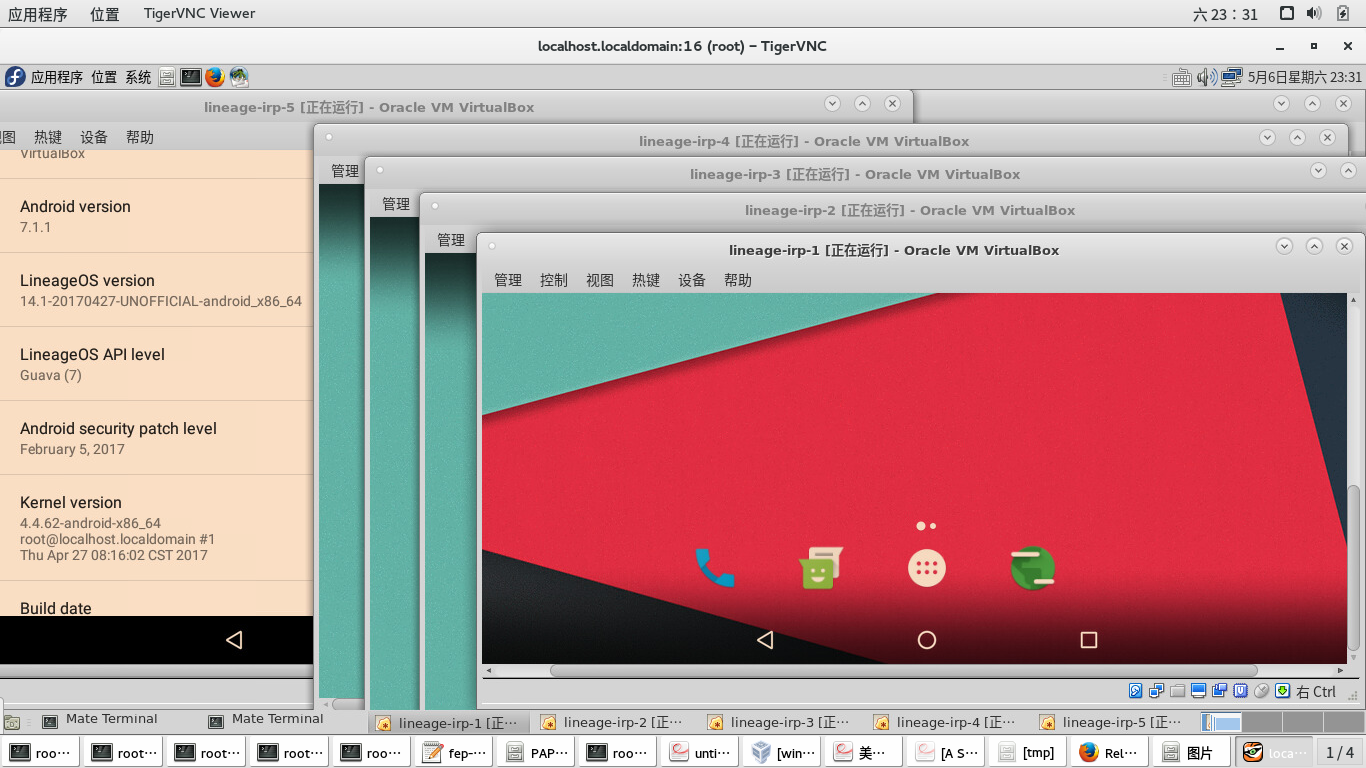 应用程序 位置 TigerVNC Viewer 六 23：31
localhost.localdomain:16 (root) - TigerVNC
应用程序 位置 系统 5月6日星期六 23:31
lineage-irp-5 [正在运行] - Oracle VM VirtualBox
视图 热键 设备 帮助
lineage-irp-4 [正在运行] - Oracle VM VirtualBox
管理
lineage-irp-3 [正在运行] - Oracle VM VirtualBox
管理
lineage-irp-2 [正在运行] - Oracle VM VirtualBox
管理
lineage-irp-1 [正在运行] - Oracle VM VirtualBox
管理 控制 视图 热键 设备 帮助
VirtualBox
Android version
7.1.1
LineageOS version
14.1-20170427-UNOFFICIAL-android_x86_64
LineageOS API level
Guava (7)
Android security patch level
February 5, 2017
Kernel version
4.4.62-android-x86_64
root@localhost.localdomain #1
Thu Apr 27 08:16:02 CST 2017
Build date
右 Ctrl
Mate Terminal Mate Terminal lineage-irp-1 [正… lineage-irp-2 [正… lineage-irp-3 [正… lineage-irp-4 [正… lineage-irp-5 [正…
roo… root… root… root… roo… fep-… PAP… roo… unti… [win… 美… [A S… [tmp] Rel… 图片 loca… 1 / 4